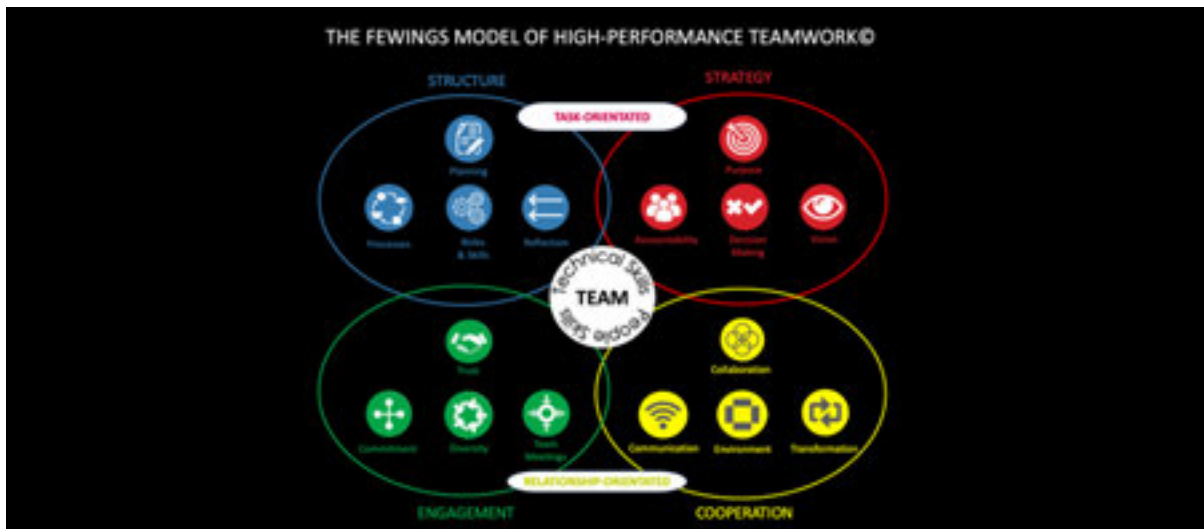 THE FEWINGS MODEL OF HIGH-PERFORMANCE TEAMWORK©
STRUCTURE
STRATEGY
TASK-ORIENTATED
Planning
Processes
Roles
& Skills
Reflection
Purpose
Accountability
Decision
Making
Vision
Technical Skills
TEAM
People Skills
Trust
Commitment
Diversity
Team
Meetings
Collaboration
Communication
Environment
Transformation
RELATIONSHIP-ORIENTATED
ENGAGEMENT
COOPERATION